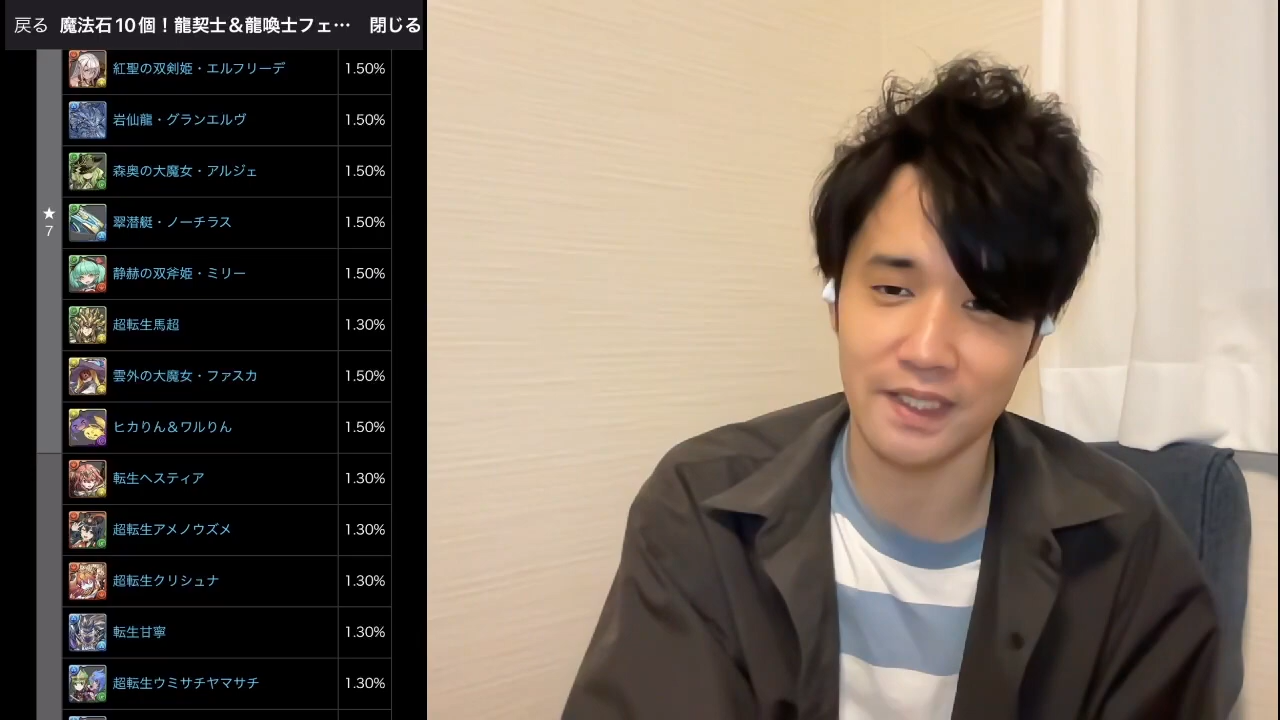 戻る 魔法石10個！龍契士＆龍喚士フェ… 閉じる
紅聖の双剣姫・エルフリーデ 1.50%
岩仙龍・グランエルヴ 1.50%
森奥の大魔女・アルジェ 1.50%
★7
翠潜艇・ノーチラス 1.50%
静赫の双斧姫・ミリー 1.50%
超転生馬超 1.30%
雲外の大魔女・ファスカ 1.50%
ヒカりん＆ワルりん 1.50%
転生ヘスティア 1.30%
超転生アメノウズメ 1.30%
超転生クリシュナ 1.30%
転生甘寧 1.30%
超転生ウミサチヤマサチ 1.30%